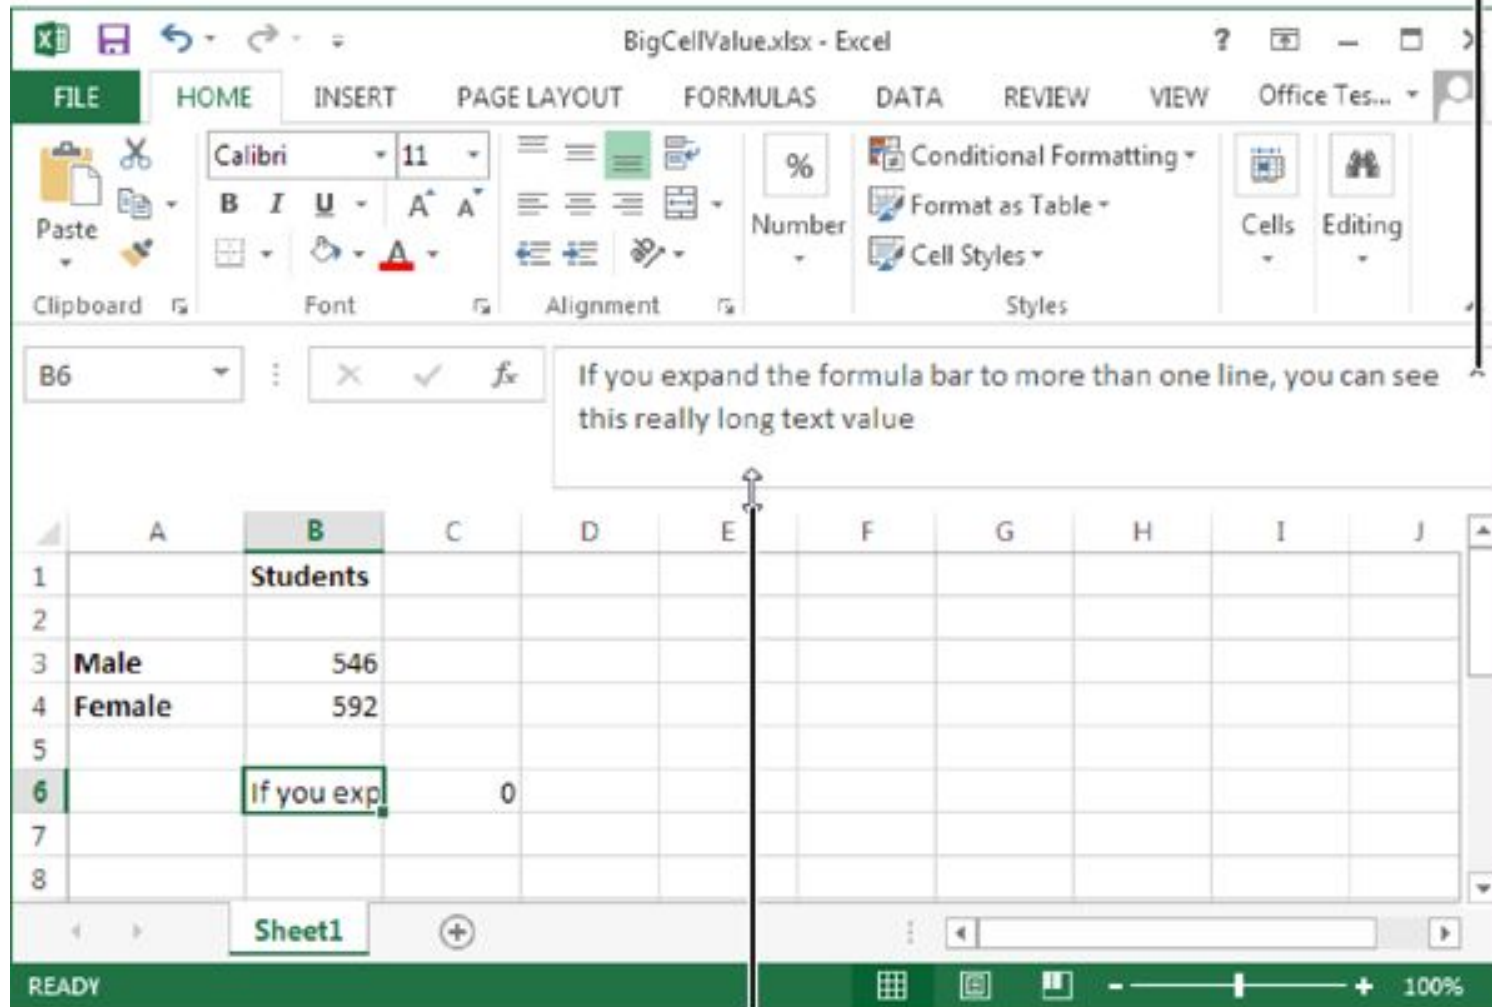 BigCellValue.xlsx - Excel ?
FILE HOME INSERT PAGE LAYOUT FORMULAS DATA REVIEW VIEW Office Tes...
Calibri 11 % Conditional Formatting
Paste B I U A A Number Format as Table Cells Editing
A Cell Styles
Clipboard Font Alignment Styles
B6 fx If you expand the formula bar to more than one line, you can see
this really long text value
A B C D E F G H I J
1 Students
2
3 Male 546
4 Female 592
5
6 If you exp 0
7
8
Sheet1
READY 100%